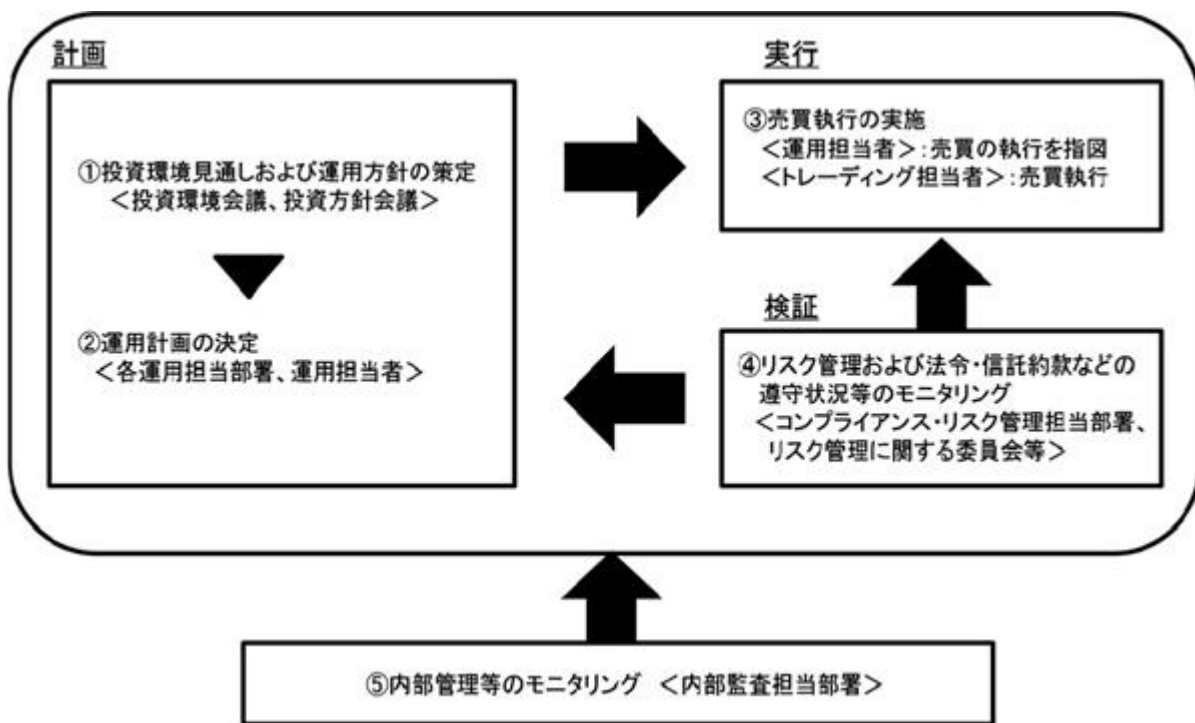 計画
①投資環境見通しおよび運用方針の策定
＜投資環境会議、投資方針会議＞
②運用計画の決定
＜各運用担当部署、運用担当者＞
実行
③売買執行の実施
＜運用担当者＞：売買の執行を指図
＜トレーディング担当者＞：売買執行
検証
④リスク管理および法令・信託約款などの
遵守状況等のモニタリング
＜コンプライアンス・リスク管理担当部署、
リスク管理に関する委員会等＞
⑤内部管理等のモニタリング ＜内部監査担当部署＞